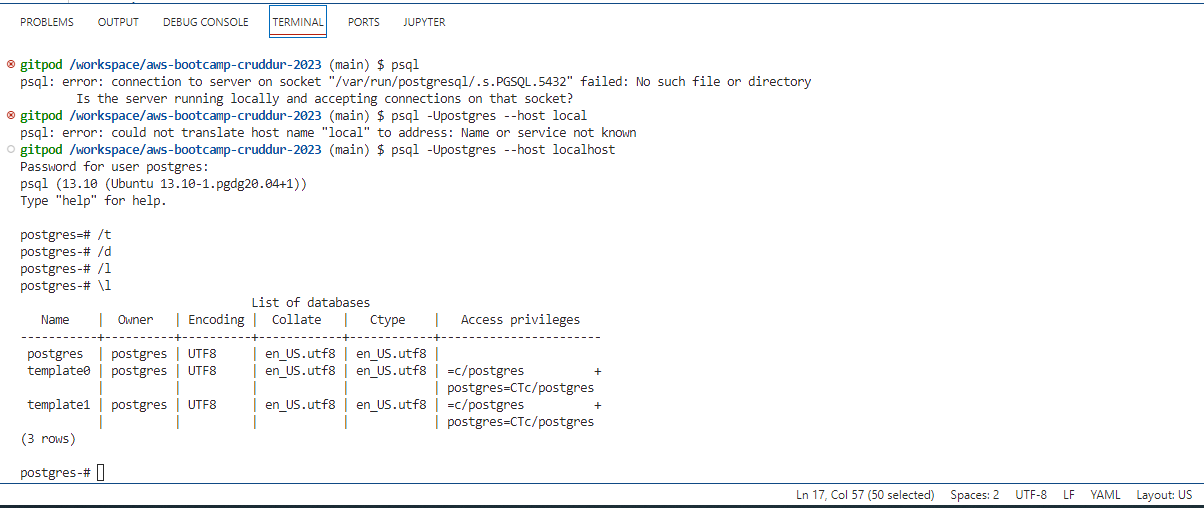 PROBLEMS OUTPUT DEBUG CONSOLE TERMINAL PORTS JUPYTER
gitpod /workspace/aws-bootcamp-cruddur-2023 (main) $ psql
psql: error: connection to server on socket "/var/run/postgresql/.s.PGSQL.5432" failed: No such file or directory
Is the server running locally and accepting connections on that socket?
gitpod /workspace/aws-bootcamp-cruddur-2023 (main) $ psql -Upostgres --host local
psql: error: could not translate host name "local" to address: Name or service not known
gitpod /workspace/aws-bootcamp-cruddur-2023 (main) $ psql -Upostgres --host localhost
Password for user postgres:
psql (13.10 (Ubuntu 13.10-1.pgdg20.04+1))
Type "help" for help.
postgres=# /t
postgres-# /d
postgres-# /l
postgres-# \l
List of databases
Name | Owner | Encoding | Collate | Ctype | Access privileges
-----------+----------+----------+------------+------------+-----------------------
postgres | postgres | UTF8 | en_US.utf8 | en_US.utf8 |
template0 | postgres | UTF8 | en_US.utf8 | en_US.utf8 | =c/postgres +
| | | | | postgres=CTc/postgres
template1 | postgres | UTF8 | en_US.utf8 | en_US.utf8 | =c/postgres +
| | | | | postgres=CTc/postgres
(3 rows)
postgres-#
Ln 17, Col 57 (50 selected) Spaces: 2 UTF-8 LF YAML Layout: US